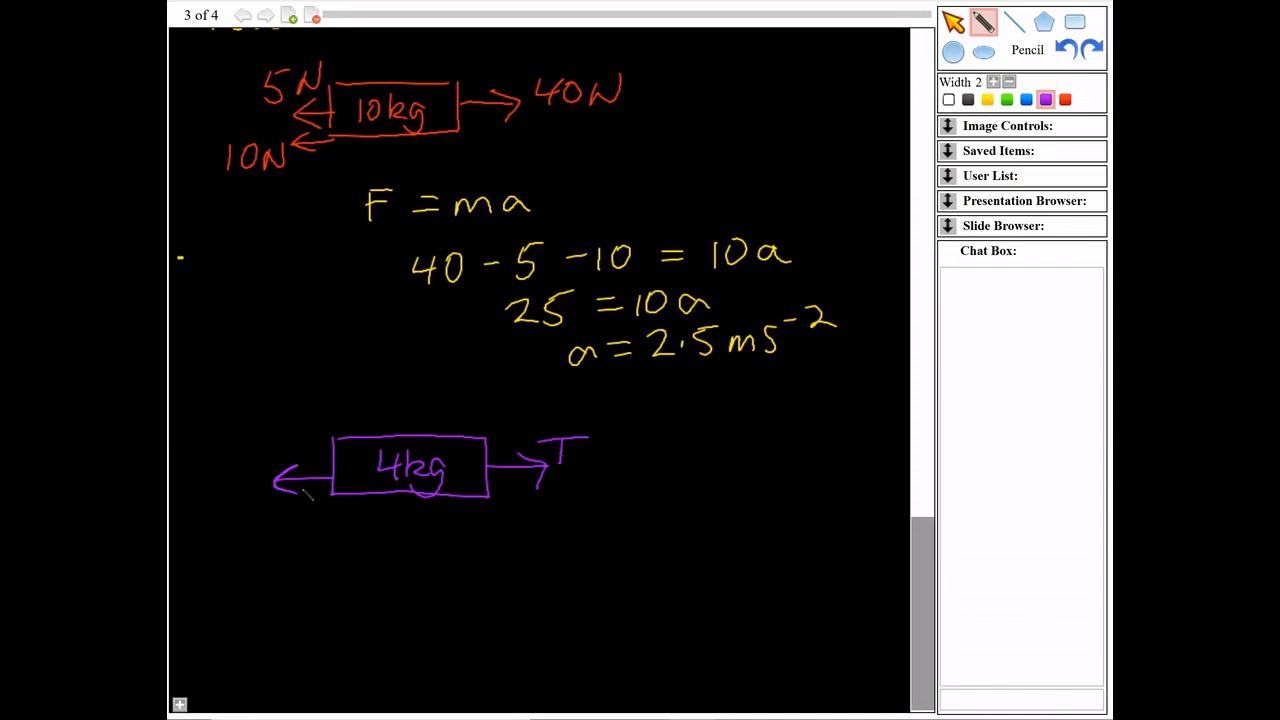 3 of 4
5N
10kg
40N
10N
F = ma
40 - 5 - 10 = 10a
25 = 10a
a = 2.5 ms⁻²
4kg
T
Pencil
Width 2
Image Controls:
Saved Items:
User List:
Presentation Browser:
Slide Browser:
Chat Box: